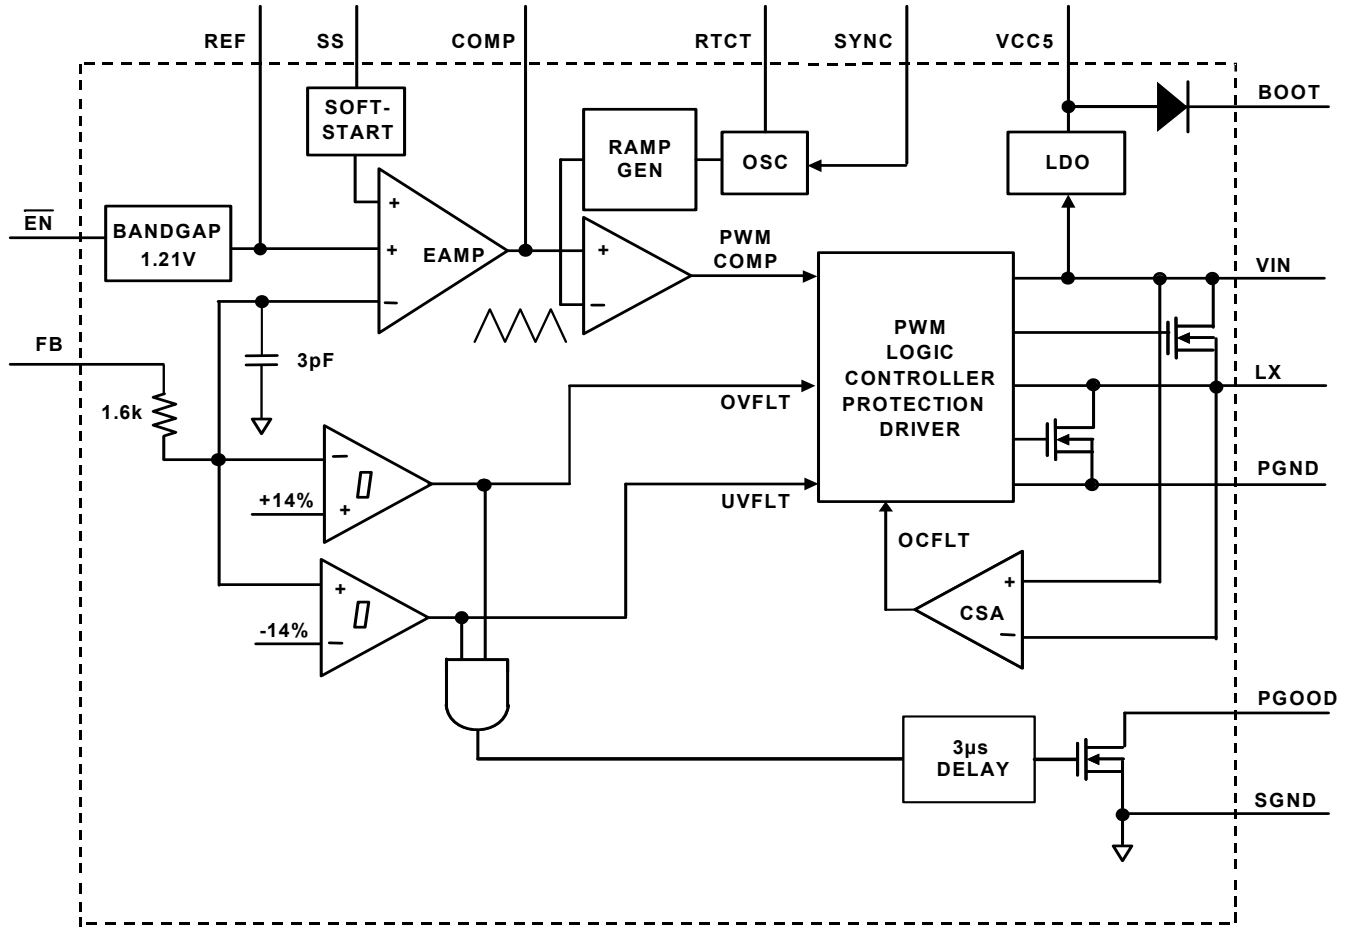 REF
SS
COMP
RTCT
SYNC
VCC5
BOOT
SOFT-
START
RAMP
GEN
OSC
LDO
EN
BANDGAP
1.21V
+
+
−
EAMP
+
−
PWM
COMP
VIN
FB
3pF
1.6k
PWM
LOGIC
CONTROLLER
PROTECTION
DRIVER
LX
OVFLT
−
+14%
+
UVFLT
PGND
OCFLT
+
CSA
−
+
-14%
−
PGOOD
3µs
DELAY
SGND